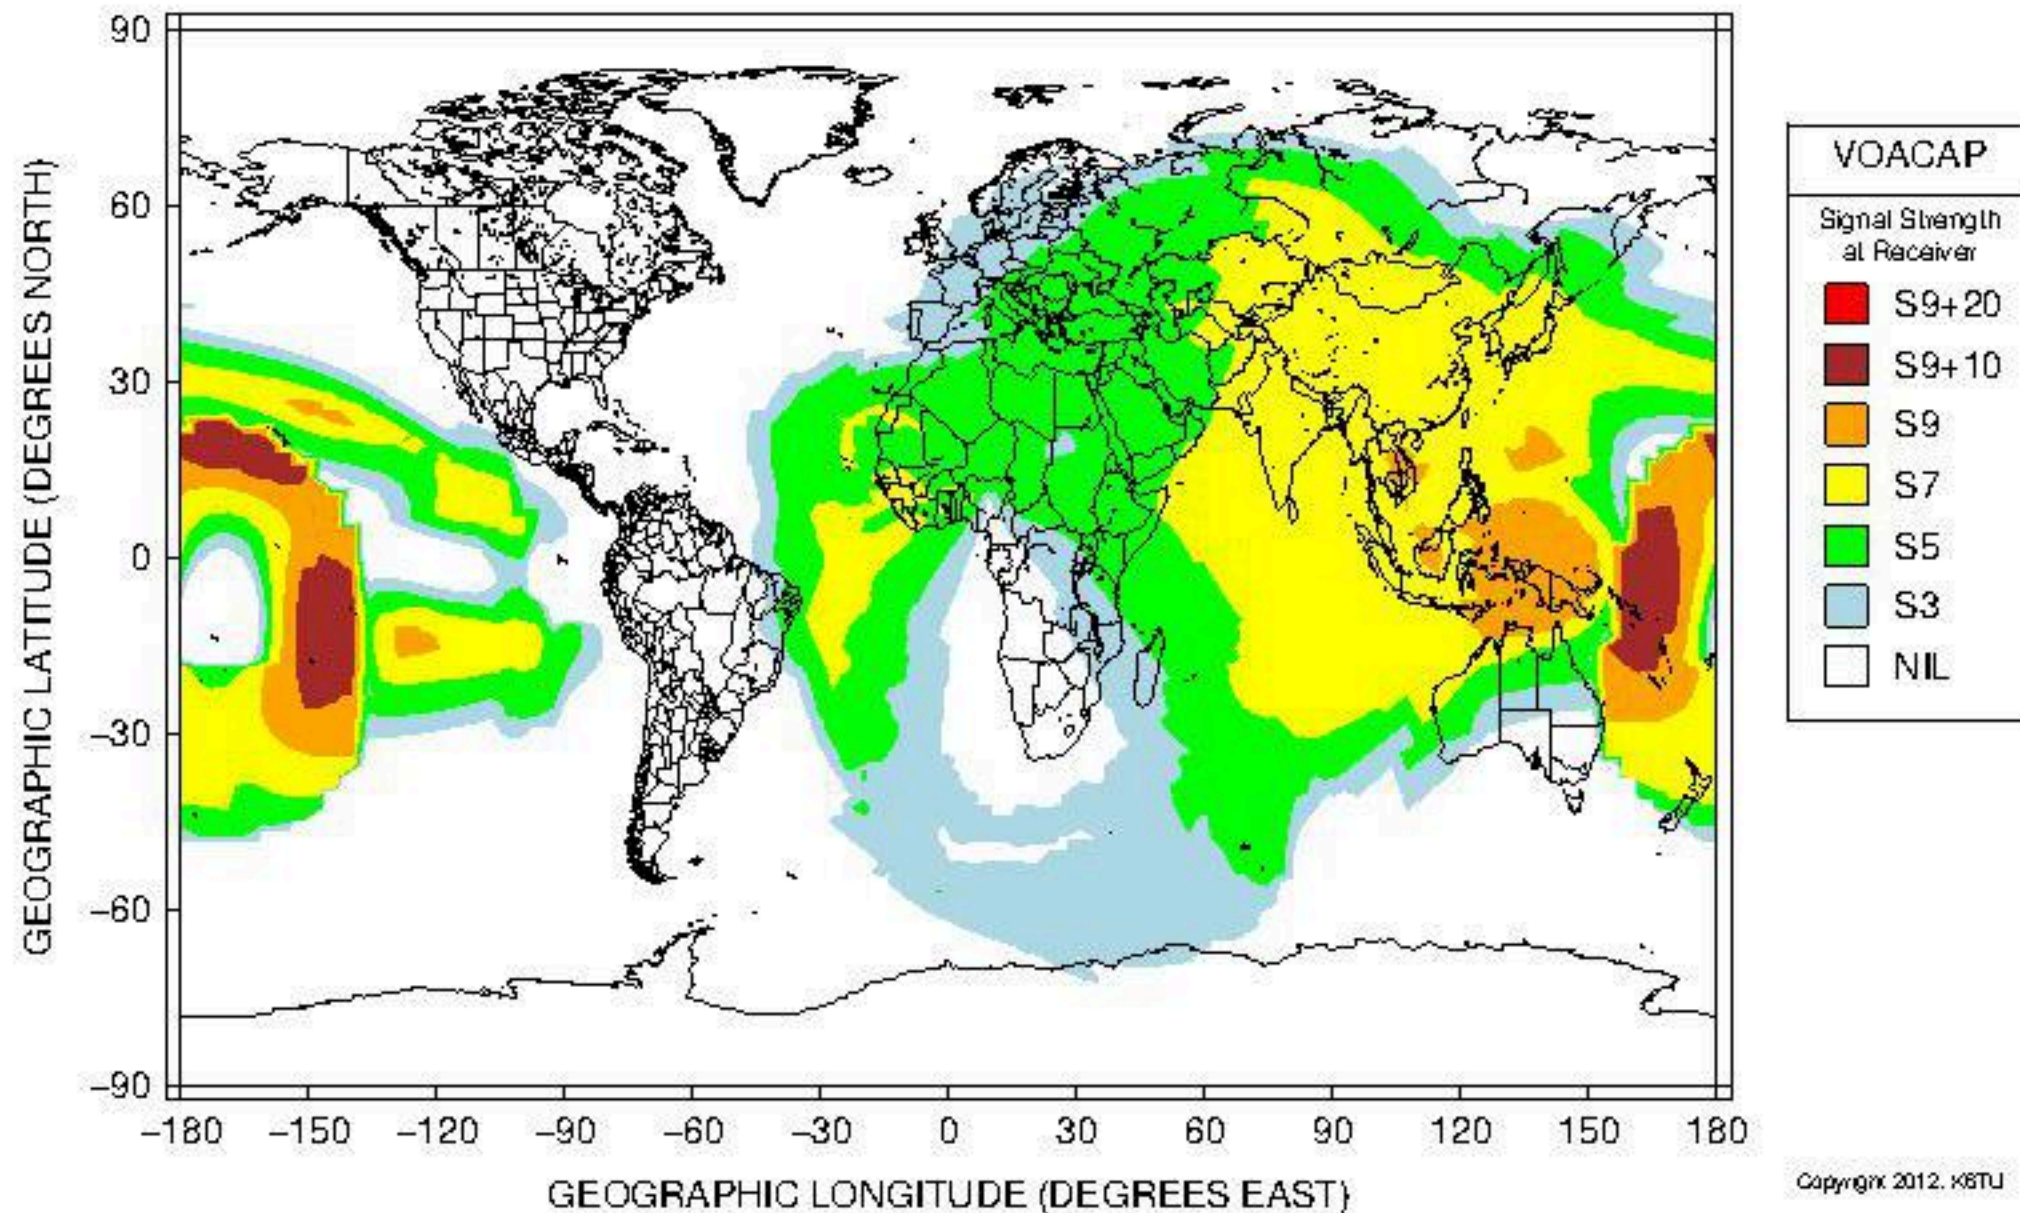 90
60
30
0
−30
−60
−90
GEOGRAPHIC LATITUDE (DEGREES NORTH)
−180 −150 −120 −90 −60 −30 0 30 60 90 120 150 180
GEOGRAPHIC LONGITUDE (DEGREES EAST)
VOACAP
Signal Strength
at Receiver
S9+20
S9+10
S9
S7
S5
S3
NIL
Copyright 2012, K6TU